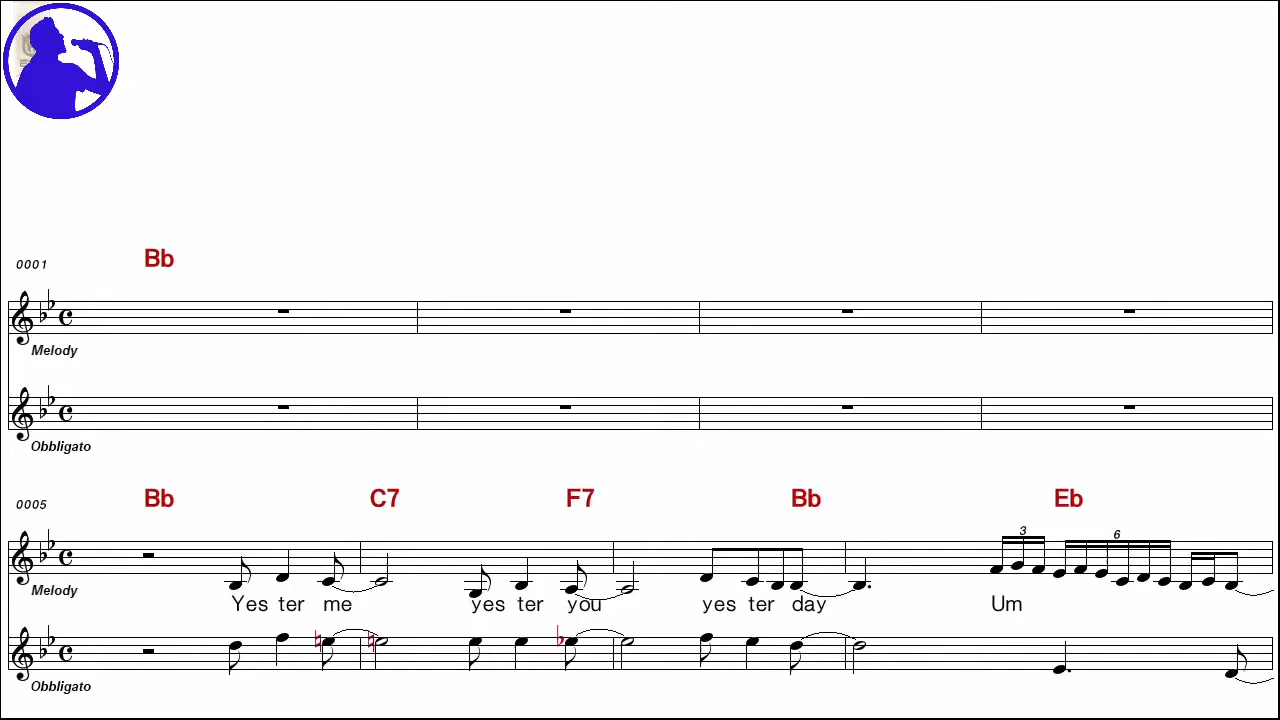 0001 Bb
Melody
Obbligato
0005 Bb C7 F7 Bb Eb
3 6
Melody
Yes ter me yes ter you yes ter day Um
Obbligato